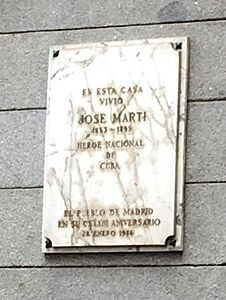 EN ESTA CASA
VIVIO
JOSE MARTI
1853-1895
HEROE NACIONAL
DE
CUBA
EL PUEBLO DE MADRID
EN SU CXXXIII ANIVERSARIO
28 ENERO 1986